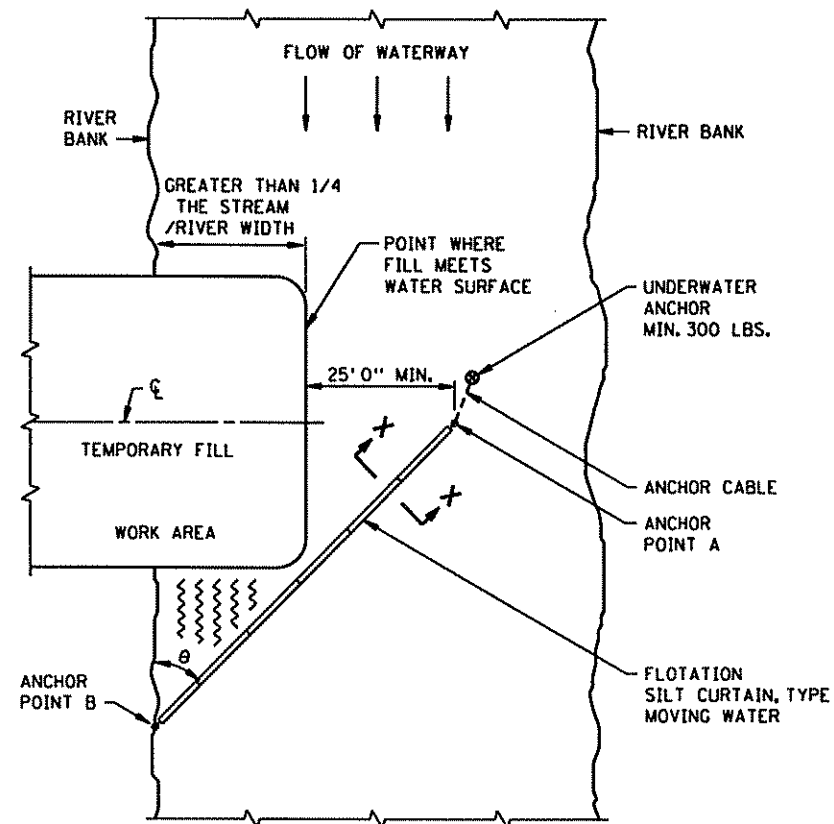 FLOW OF WATERWAY
RIVER
BANK
RIVER BANK
GREATER THAN 1/4
THE STREAM
/RIVER WIDTH
POINT WHERE
FILL MEETS
WATER SURFACE
UNDERWATER
ANCHOR
MIN. 300 LBS.
25'0" MIN.
℄
X
TEMPORARY FILL
X
ANCHOR CABLE
ANCHOR
POINT A
WORK AREA
θ
ANCHOR
POINT B
FLOTATION
SILT CURTAIN, TYPE
MOVING WATER